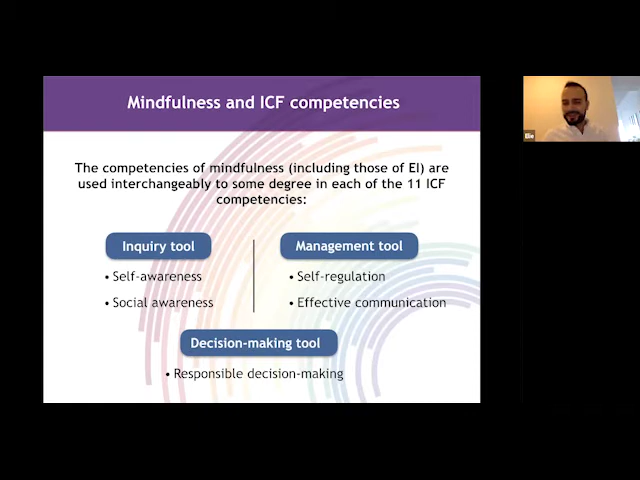 Mindfulness and ICF competencies
The competencies of mindfulness (including those of EI) are
used interchangeably to some degree in each of the 11 ICF
competencies:
Inquiry tool
• Self-awareness
• Social awareness
Management tool
• Self-regulation
• Effective communication
Decision-making tool
• Responsible decision-making
Elie